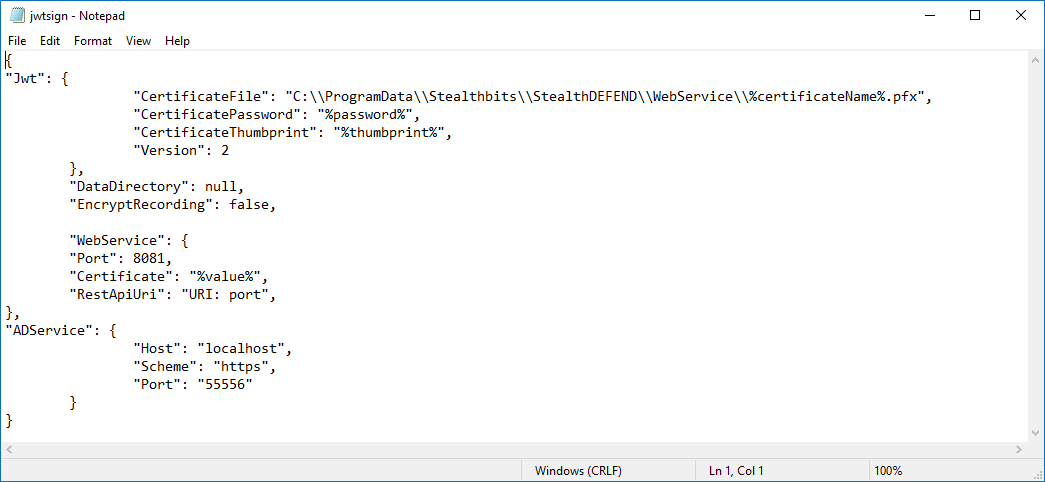 jwtsign - Notepad
File Edit Format View Help
{
"Jwt": {
"CertificateFile": "C:\\ProgramData\\Stealthbits\\StealthDEFEND\\WebService\\%certificateName%.pfx",
"CertificatePassword": "%password%",
"CertificateThumbprint": "%thumbprint%",
"Version": 2
},
"DataDirectory": null,
"EncryptRecording": false,
"WebService": {
"Port": 8081,
"Certificate": "%value%",
"RestApiUri": "URI: port",
},
"ADService": {
"Host": "localhost",
"Scheme": "https",
"Port": "55556"
}
}
Windows (CRLF) Ln 1, Col 1 100%